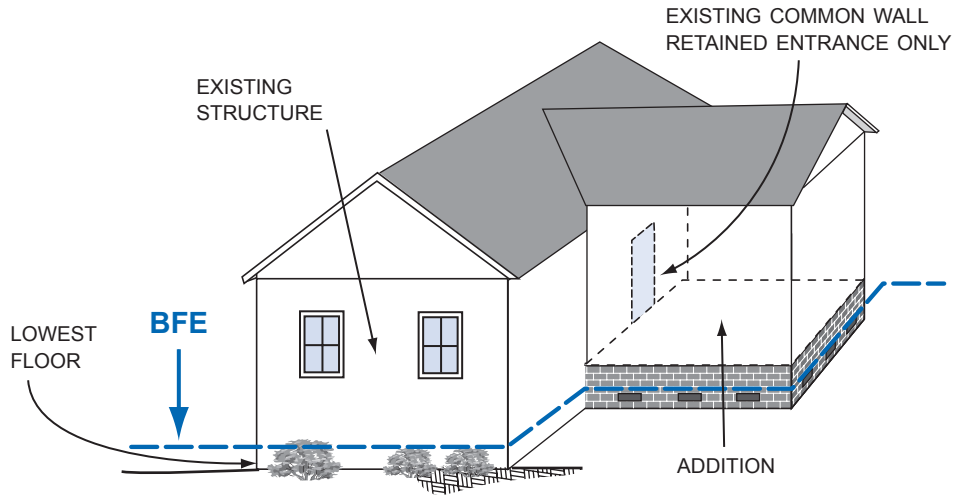 EXISTING COMMON WALL
RETAINED ENTRANCE ONLY
EXISTING
STRUCTURE
BFE
LOWEST
FLOOR
ADDITION